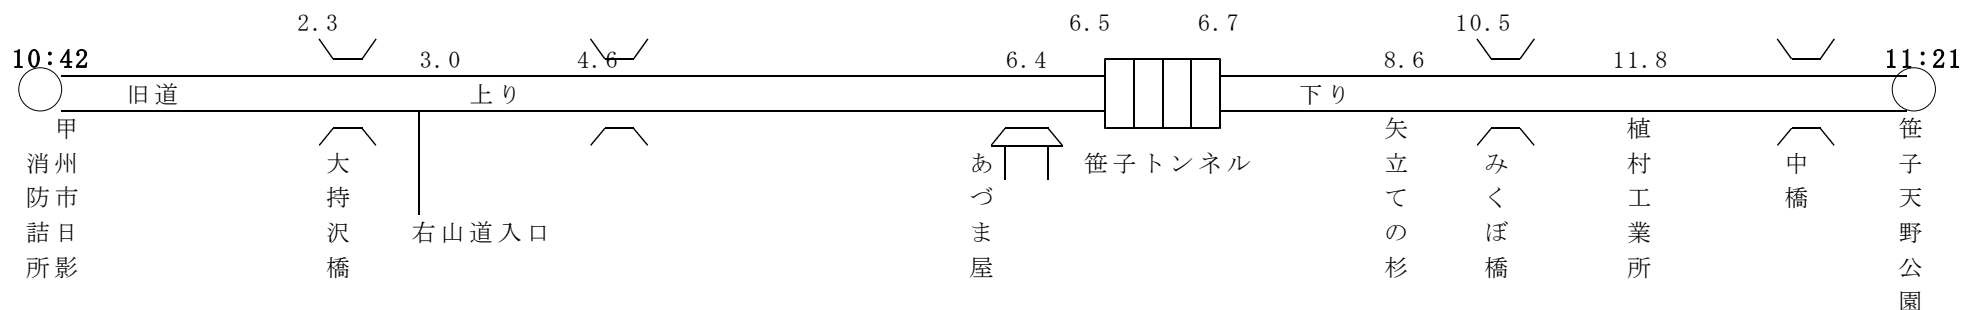 2.3
6.5
6.7
10.5
10:42
3.0
4.6
6.4
8.6
11.8
11:21
旧道
上り
下り
甲州市日影
消防詰所
大持沢橋
右山道入口
あづま屋
笹子トンネル
矢立ての杉
みくぼ橋
植村工業所
中橋
笹子天野公園